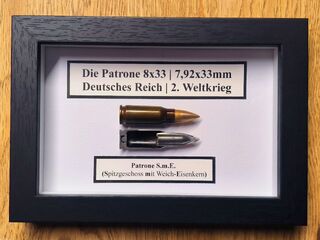 Die Patrone 8x33 | 7,92x33mm
Deutsches Reich | 2. Weltkrieg
Patrone S.m.E.
(Spitzgeschoss mit Weich-Eisenkern)